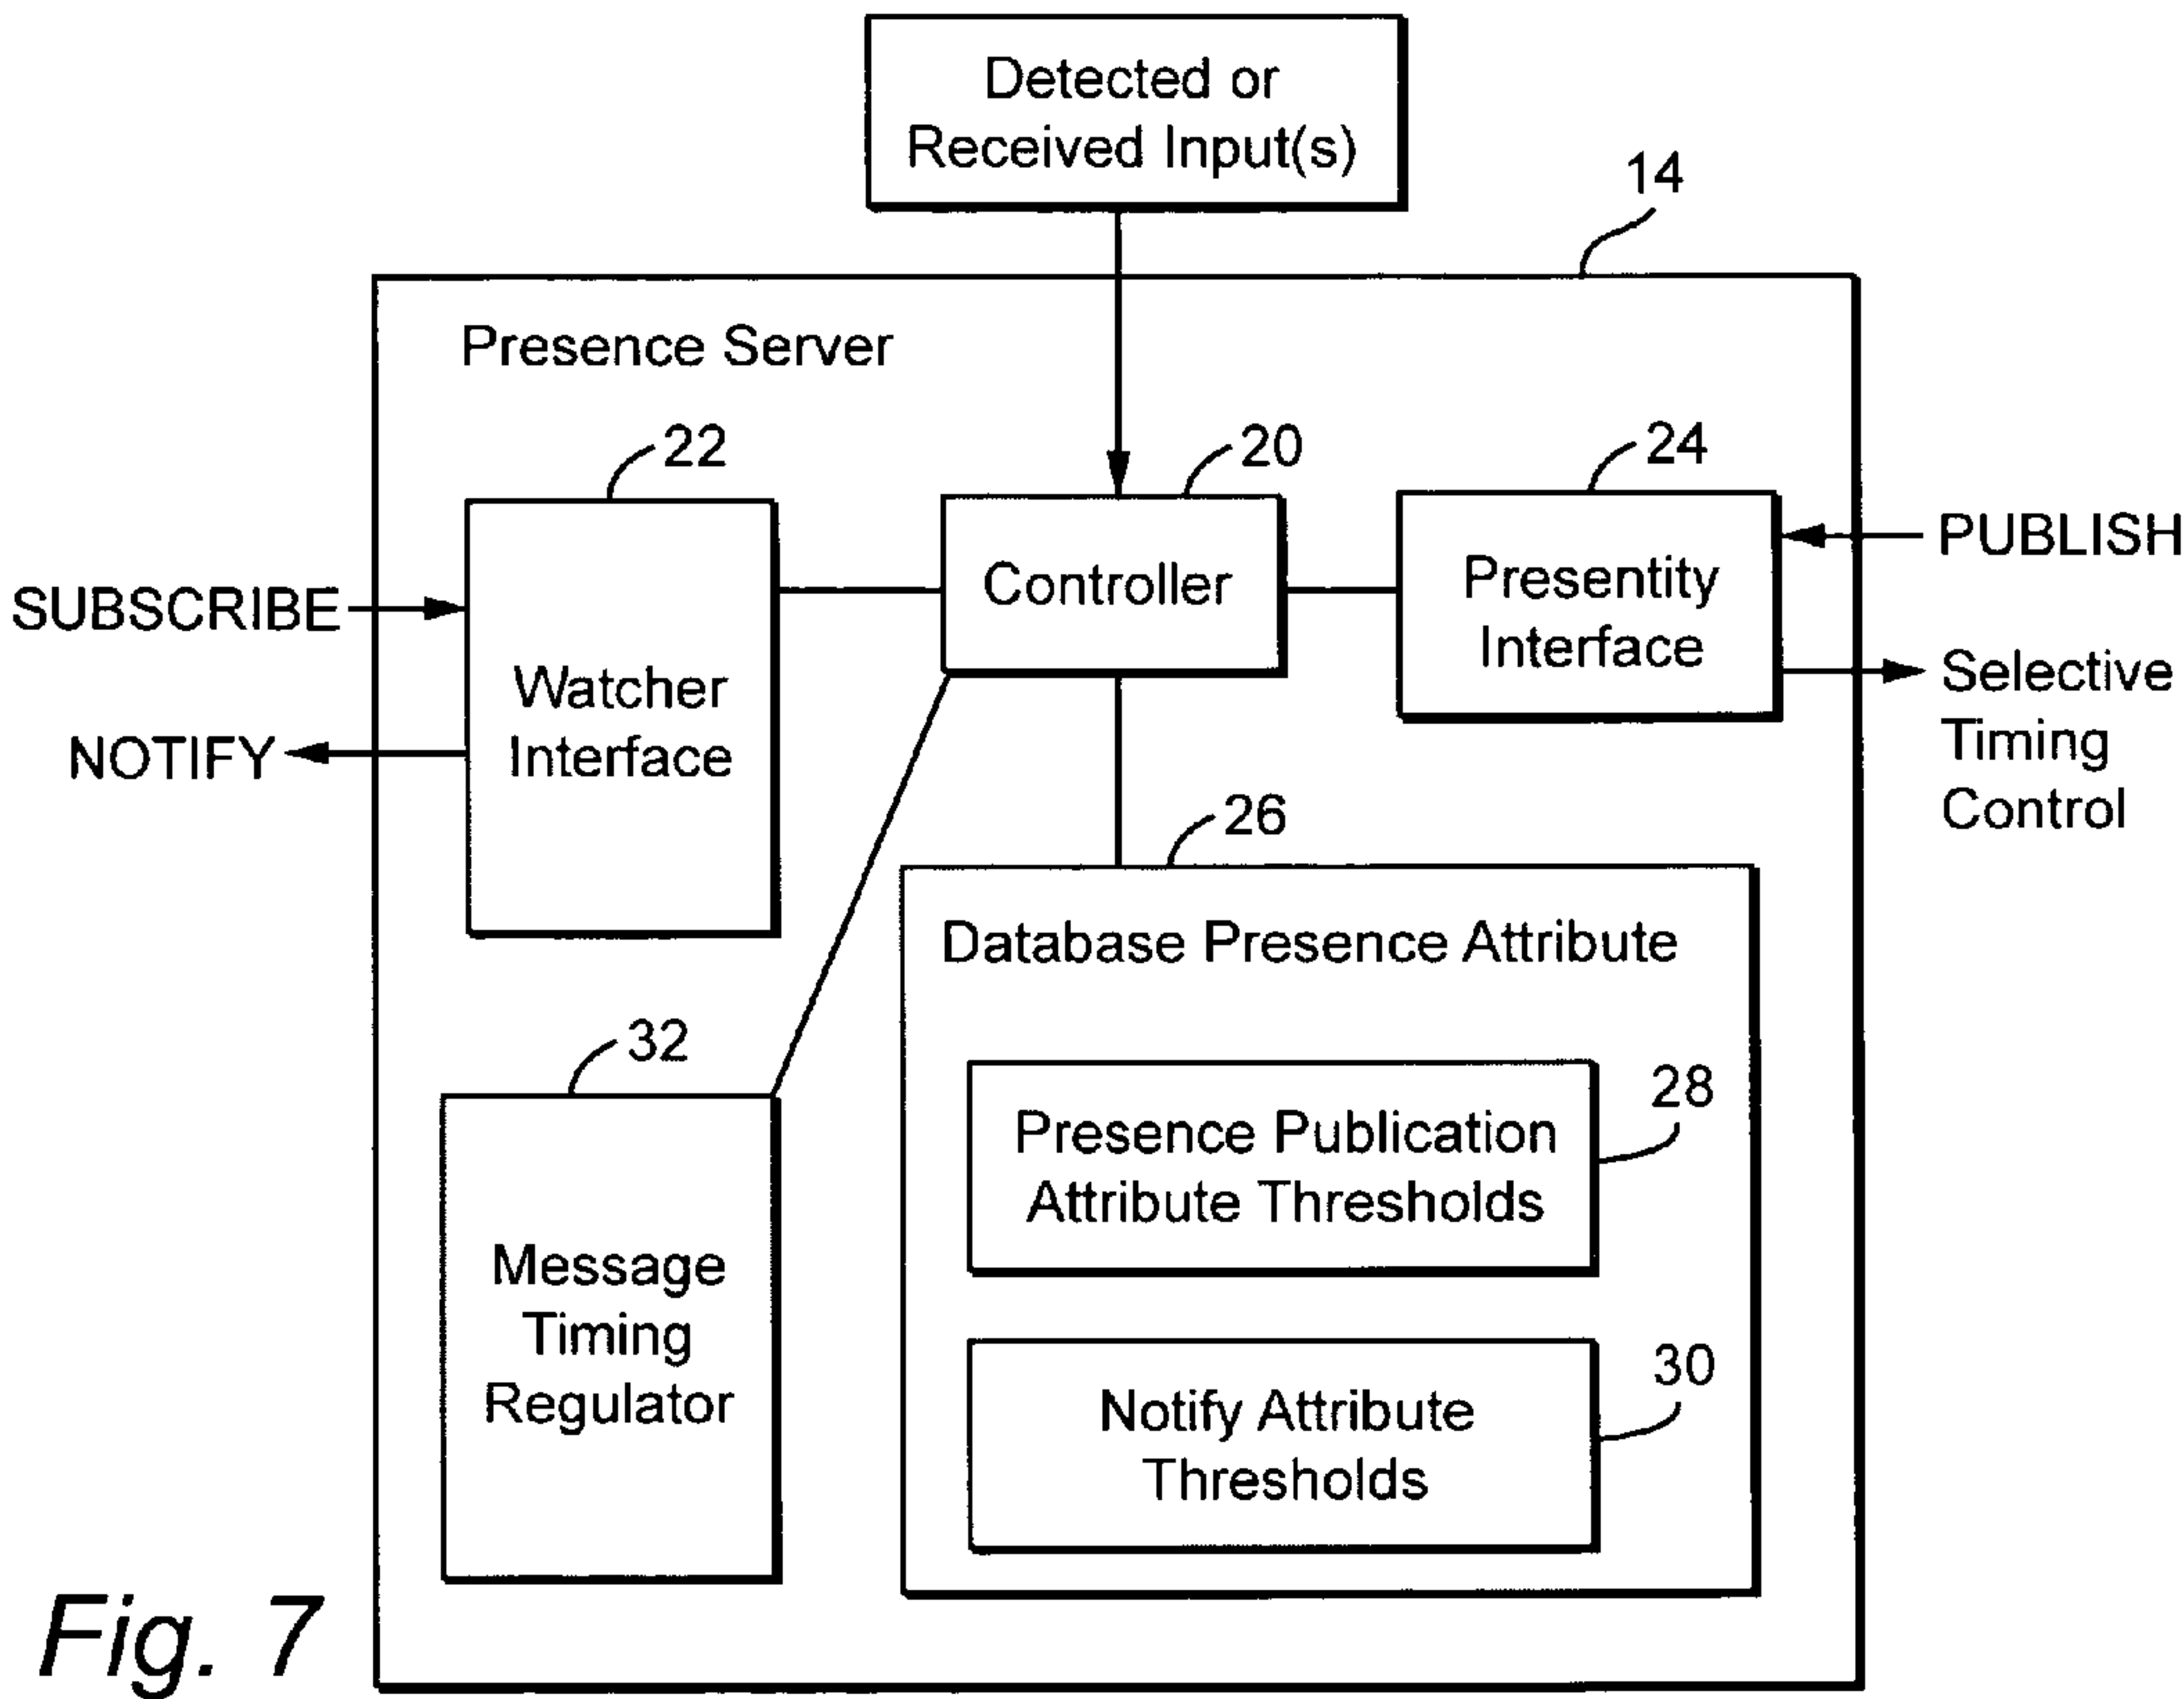 Detected or
Received Input(s)
14
Presence Server
22
20
24
SUBSCRIBE
NOTIFY
Watcher
Interface
Controller
Presentity
Interface
PUBLISH
Selective
Timing
Control
26
Database Presence Attribute
28
Presence Publication
Attribute Thresholds
30
Notify Attribute
Thresholds
32
Message
Timing
Regulator
Fig. 7